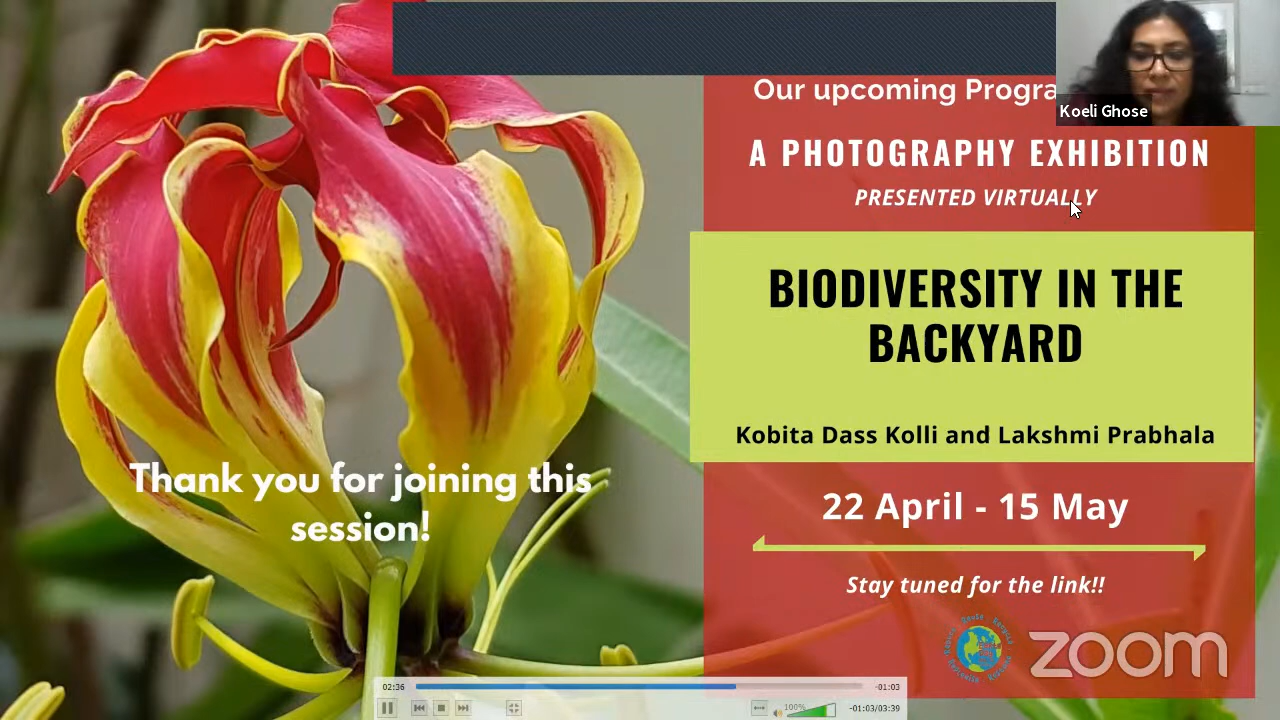 Our upcoming Progra
Koeli Ghose
A PHOTOGRAPHY EXHIBITION
PRESENTED VIRTUALLY
BIODIVERSITY IN THE
BACKYARD
Kobita Dass Kolli and Lakshmi Prabhala
Thank you for joining this
session!
22 April - 15 May
Stay tuned for the link!!
zoom
02:36
-01:03
100%
-01:03/03:39